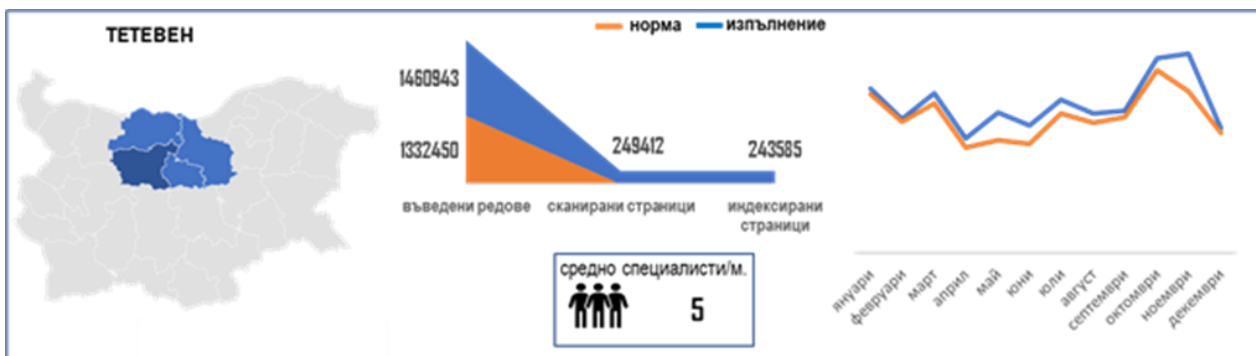 ТЕТЕВЕН
норма
изпълнение
1460943
1332450
249412
243585
въведени редове
сканирани страници
индексирани
страници
средно специалисти/м.
5
януари
февруари
март
април
май
юни
юли
август
септември
октомври
ноември
декември